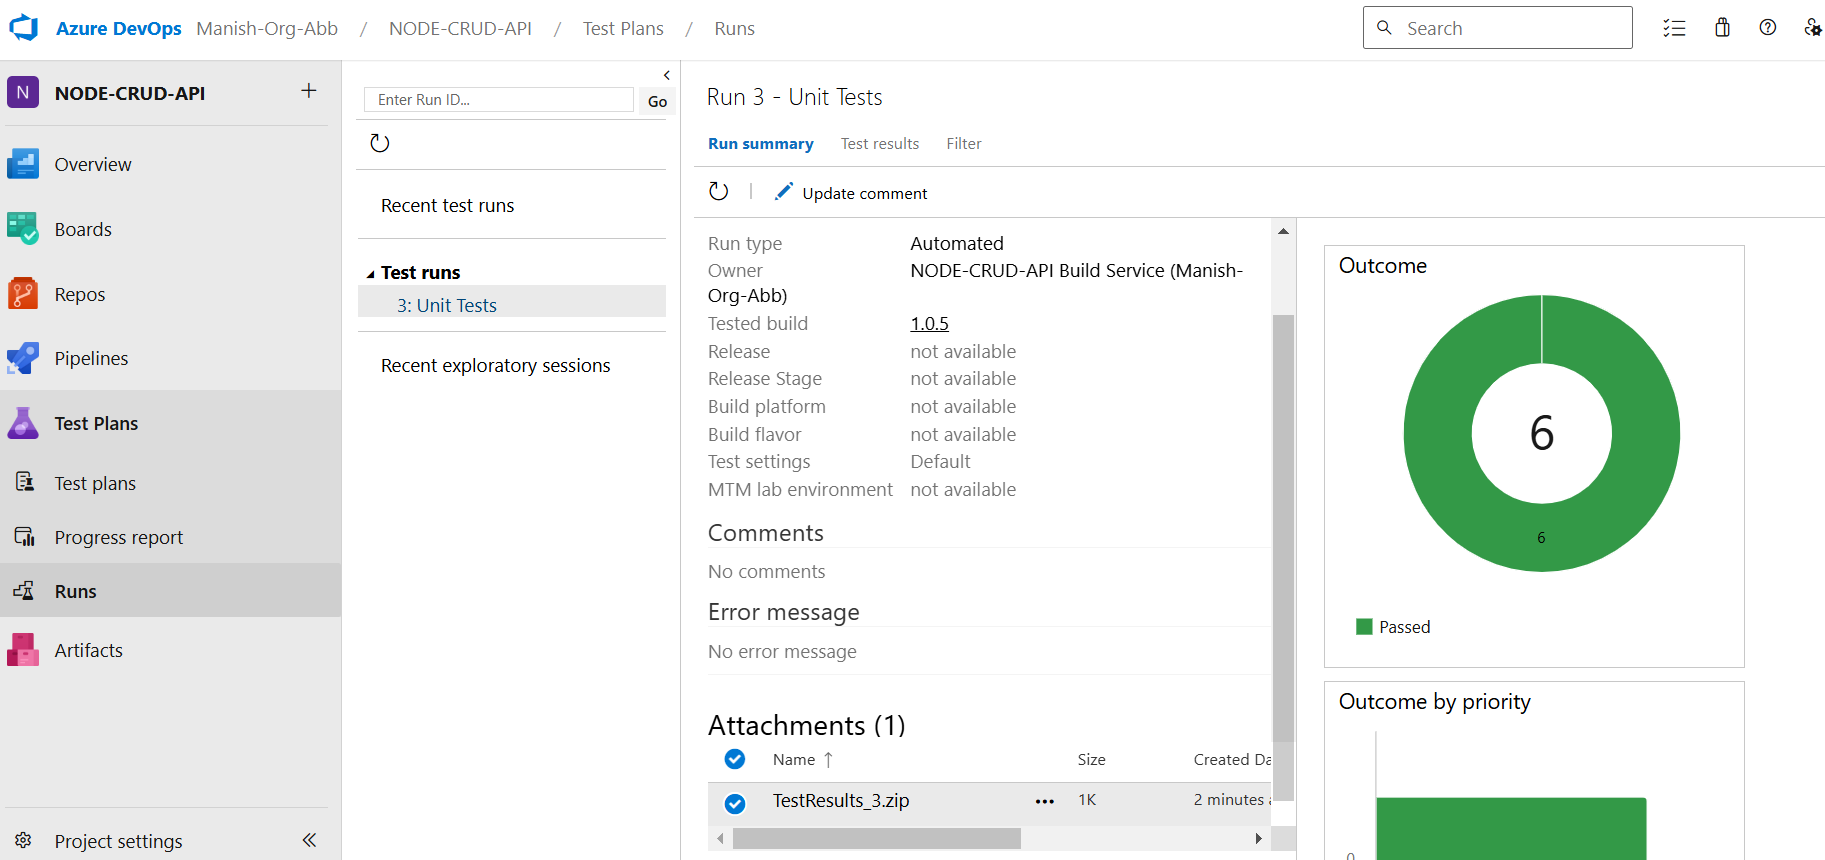 Azure DevOps Manish-Org-Abb / NODE-CRUD-API / Test Plans / Runs
Search
N NODE-CRUD-API +
Overview
Boards
Repos
Pipelines
Test Plans
Test plans
Progress report
Runs
Artifacts
Project settings
Enter Run ID...
Go
Recent test runs
Test runs
3: Unit Tests
Recent exploratory sessions
Run 3 - Unit Tests
Run summary Test results Filter
Update comment
Run type Automated
Owner NODE-CRUD-API Build Service (Manish-
Org-Abb)
Tested build 1.0.5
Release not available
Release Stage not available
Build platform not available
Build flavor not available
Test settings Default
MTM lab environment not available
Comments
No comments
Error message
No error message
Attachments (1)
Name ↑ Size Created Da
TestResults_3.zip ••• 1K 2 minutes a
Outcome
6
6
Passed
Outcome by priority
0